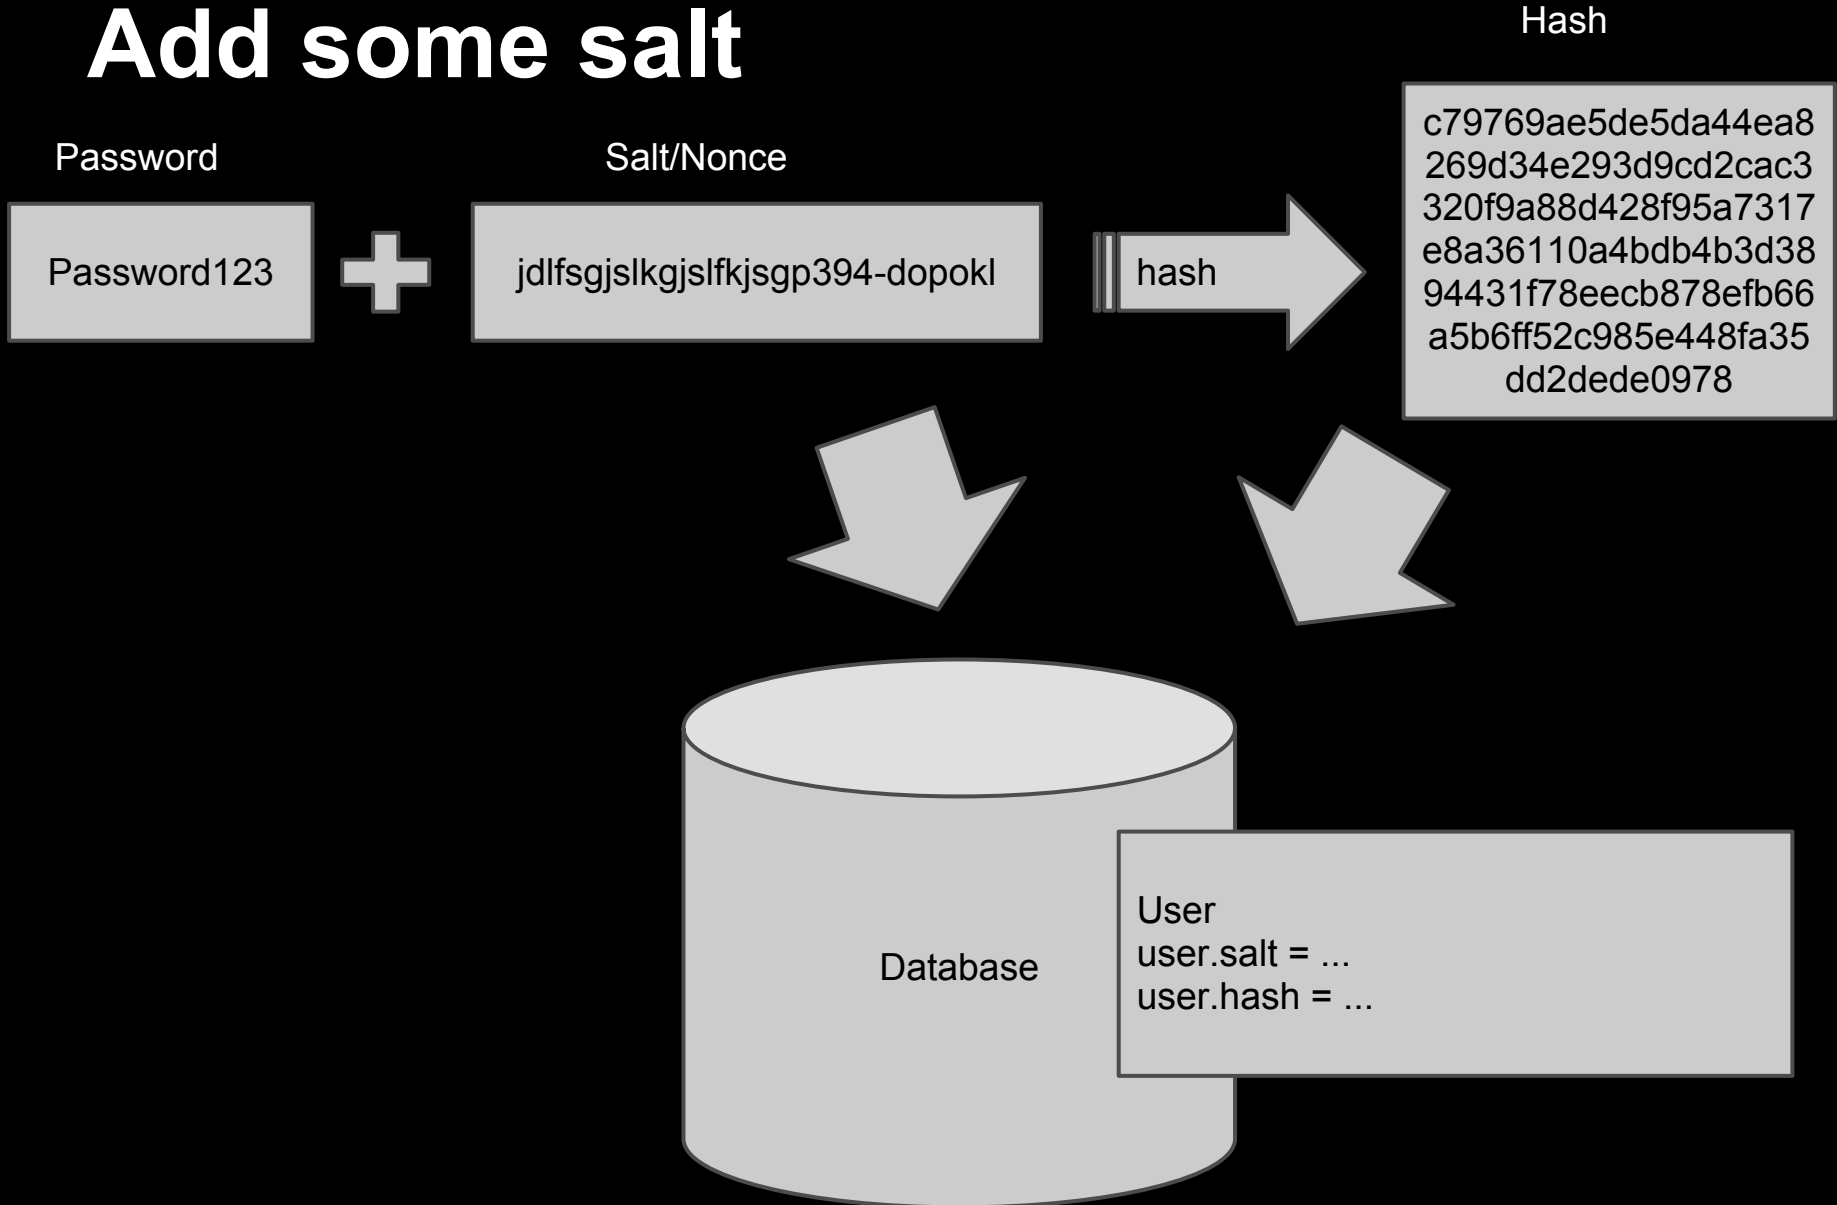 Add some salt
Hash
Password
Salt/Nonce
Password123
jdlfsgjslkgjslfkjsgp394-dopokl
hash
c79769ae5de5da44ea8
269d34e293d9cd2cac3
320f9a88d428f95a7317
e8a36110a4bdb4b3d38
94431f78eecb878efb66
a5b6ff52c985e448fa35
dd2dede0978
Database
User
user.salt = ...
user.hash = ...